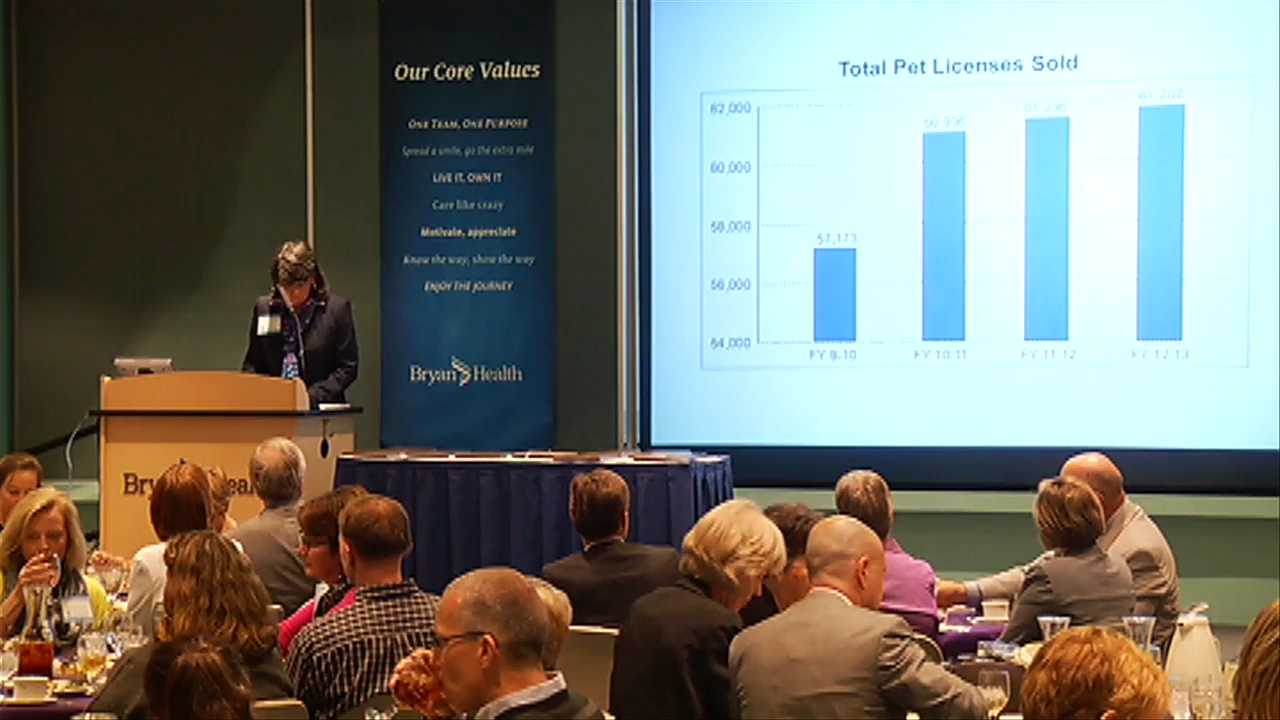 Our Core Values
ONE TEAM, ONE PURPOSE
Spread a smile, go the extra mile
LIVE IT, OWN IT
Care like crazy
Motivate, appreciate
Know the way, show the way
ENJOY THE JOURNEY
Bryan Health
Total Pet Licenses Sold
62,000
60,000
58,000
56,000
54,000
57,173
FY 9-10
FY 10-11
FY 11-12
FY 12-13